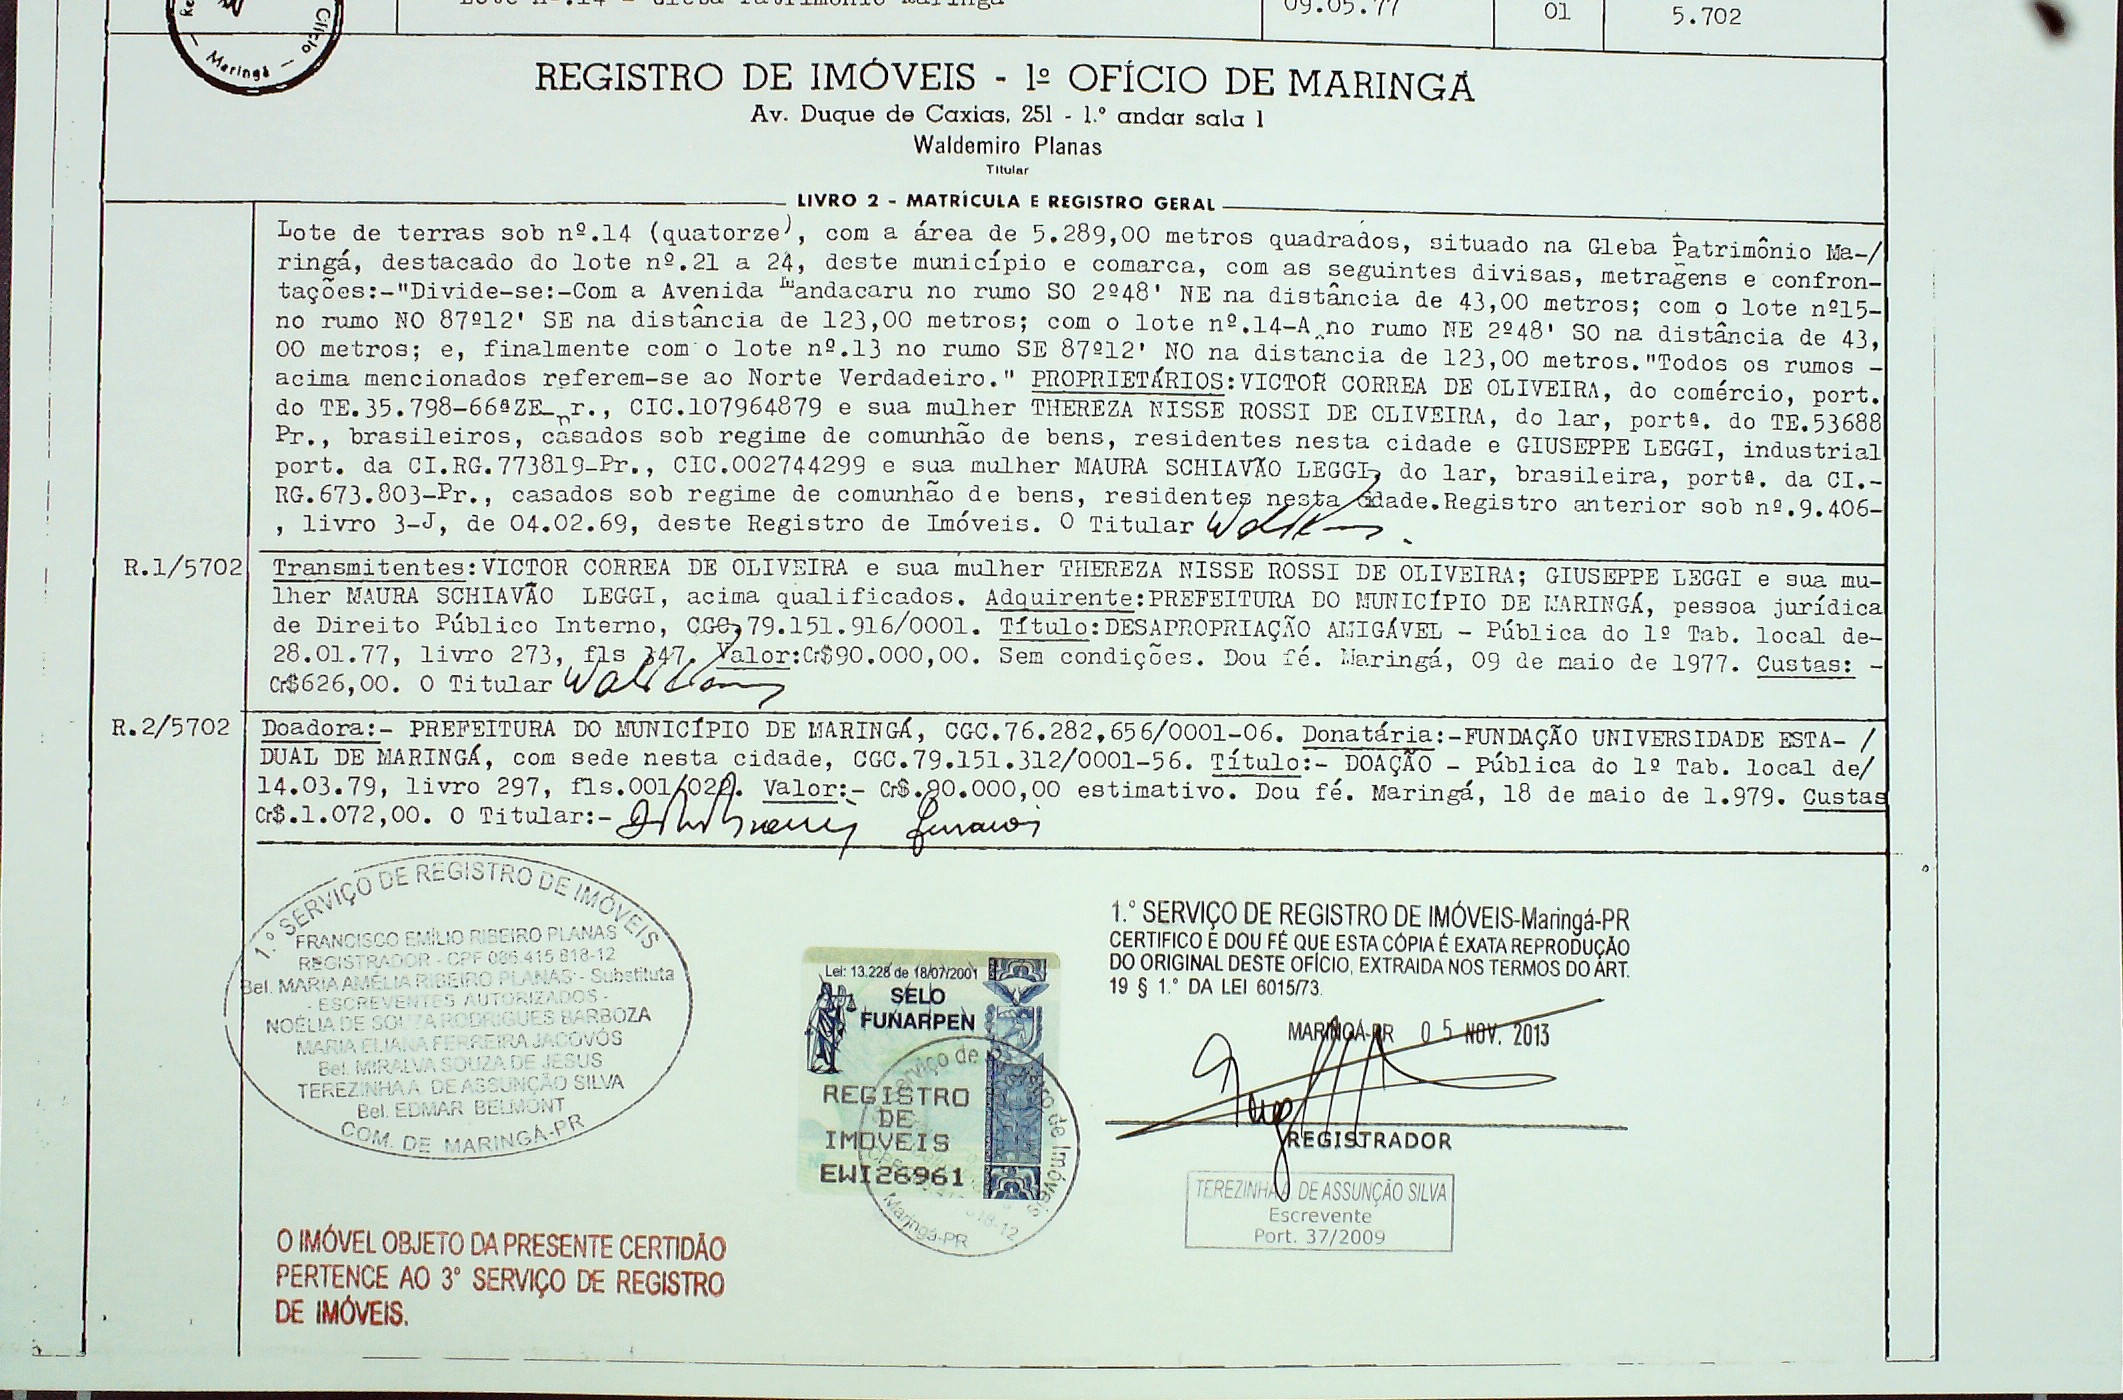 Lote nº.14 - Gleba Patrimônio Maringá
09.05.77
01
5.702
Ofício
— Maringá —
REGISTRO DE IMÓVEIS - 1º OFÍCIO DE MARINGÁ
Av. Duque de Caxias, 251 - 1.º andar sala 1
Waldemiro Planas
Titular
LIVRO 2 - MATRÍCULA E REGISTRO GERAL
Lote de terras sob nº.14 (quatorze), com a área de 5.289,00 metros quadrados, situado na Gleba Patrimônio Ma-/
ringá, destacado do lote nº.21 a 24, deste município e comarca, com as seguintes divisas, metragens e confron-
tações:-"Divide-se:-Com a Avenida Mandacaru no rumo SO 2º48' NE na distância de 43,00 metros; com o lote nº15-
no rumo NO 87º12' SE na distância de 123,00 metros; com o lote nº.14-A no rumo NE 2º48' SO na distância de 43,
00 metros; e, finalmente com o lote nº.13 no rumo SE 87º12' NO na distância de 123,00 metros."Todos os rumos -
acima mencionados referem-se ao Norte Verdadeiro." PROPRIETÁRIOS:VICTOR CORREA DE OLIVEIRA, do comércio, port.
do TE.35.798-66ªZE_ r., CIC.107964879 e sua mulher THEREZA NISSE ROSSI DE OLIVEIRA, do lar, portª. do TE.53688
Pr., brasileiros, casados sob regime de comunhão de bens, residentes nesta cidade e GIUSEPPE LEGGI, industrial
port. da CI.RG.773819-Pr., CIC.002744299 e sua mulher MAURA SCHIAVÃO LEGGI, do lar, brasileira, portª. da CI.-
RG.673.803-Pr., casados sob regime de comunhão de bens, residentes nesta cidade.Registro anterior sob nº.9.406-
, livro 3-J, de 04.02.69, deste Registro de Imóveis. O Titular
R.1/5702
Transmitentes:VICTOR CORREA DE OLIVEIRA e sua mulher THEREZA NISSE ROSSI DE OLIVEIRA; GIUSEPPE LEGGI e sua mu-
lher MAURA SCHIAVÃO LEGGI, acima qualificados. Adquirente:PREFEITURA DO MUNICÍPIO DE MARINGÁ, pessoa jurídica
de Direito Público Interno, CGC,79.151.916/0001. Título:DESAPROPRIAÇÃO AMIGÁVEL - Pública do 1º Tab. local de-
28.01.77, livro 273, fls 347. Valor:Cr$90.000,00. Sem condições. Dou fé. Maringá, 09 de maio de 1977. Custas: -
Cr$626,00. O Titular
R.2/5702
Doadora:- PREFEITURA DO MUNICÍPIO DE MARINGÁ, CGC.76.282,656/0001-06. Donatária:-FUNDAÇÃO UNIVERSIDADE ESTA- /
DUAL DE MARINGÁ, com sede nesta cidade, CGC.79.151.312/0001-56. Título:- DOAÇÃO - Pública do 1º Tab. local de/
14.03.79, livro 297, fls.001/020. Valor:- Cr$.90.000,00 estimativo. Dou fé. Maringá, 18 de maio de 1.979. Custas
Cr$.1.072,00. O Titular:-
1.º SERVIÇO DE REGISTRO DE IMÓVEIS
FRANCISCO EMÍLIO RIBEIRO PLANAS
REGISTRADOR - CPF 036.415.618-12
Bel. MARIA AMÉLIA RIBEIRO PLANAS - Substituta
- ESCREVENTES AUTORIZADOS -
NOÉLIA DE SOUZA RODRIGUES BARBOZA
MARIA ELIANA FERREIRA JACOVÓS
Bel. MIRALVA SOUZA DE JESUS
TEREZINHA A. DE ASSUNÇÃO SILVA
Bel. EDMAR BELMONT
COM. DE MARINGÁ-PR
Lei: 13.228 de 18/07/2001
SELO
FUNARPEN
REGISTRO
DE
IMOVEIS
EWI26961
Serviço de Registro de Imóveis
Maringá-PR
1.º SERVIÇO DE REGISTRO DE IMÓVEIS-Maringá-PR
CERTIFICO E DOU FÉ QUE ESTA CÓPIA É EXATA REPRODUÇÃO
DO ORIGINAL DESTE OFÍCIO, EXTRAIDA NOS TERMOS DO ART.
19 § 1.º DA LEI 6015/73.
MARINGÁ-PR 05 NOV. 2013
REGISTRADOR
TEREZINHA A. DE ASSUNÇÃO SILVA
Escrevente
Port. 37/2009
O IMÓVEL OBJETO DA PRESENTE CERTIDÃO
PERTENCE AO 3º SERVIÇO DE REGISTRO
DE IMÓVEIS.